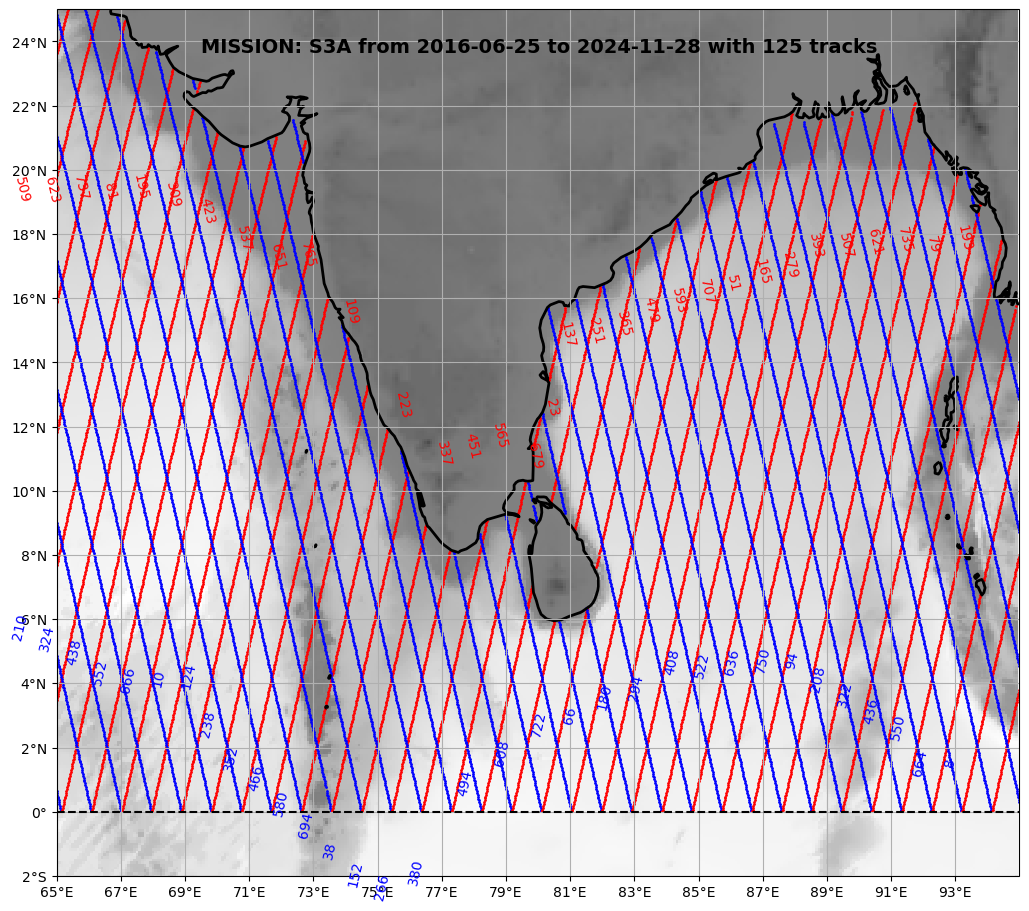 24°N
MISSION: S3A from 2016-06-25 to 2024-11-28 with 125 tracks
22°N
20°N
509 623 737 81 195 309 423 537 651 765
18°N
393 507 621 735 79 193
16°N
109 137 251 365 479 593 707 51 165 279
14°N
12°N
223 337 451 565 679 23
10°N
8°N
6°N
210 324 438 552 666 10 124 238 352 466 580 694 38 152 266 380
4°N
494 608 722 66 180 294 408 522 636 750 94 208 322 436 550 664 8
2°N
0°
2°S
65°E 67°E 69°E 71°E 73°E 75°E 77°E 79°E 81°E 83°E 85°E 87°E 89°E 91°E 93°E